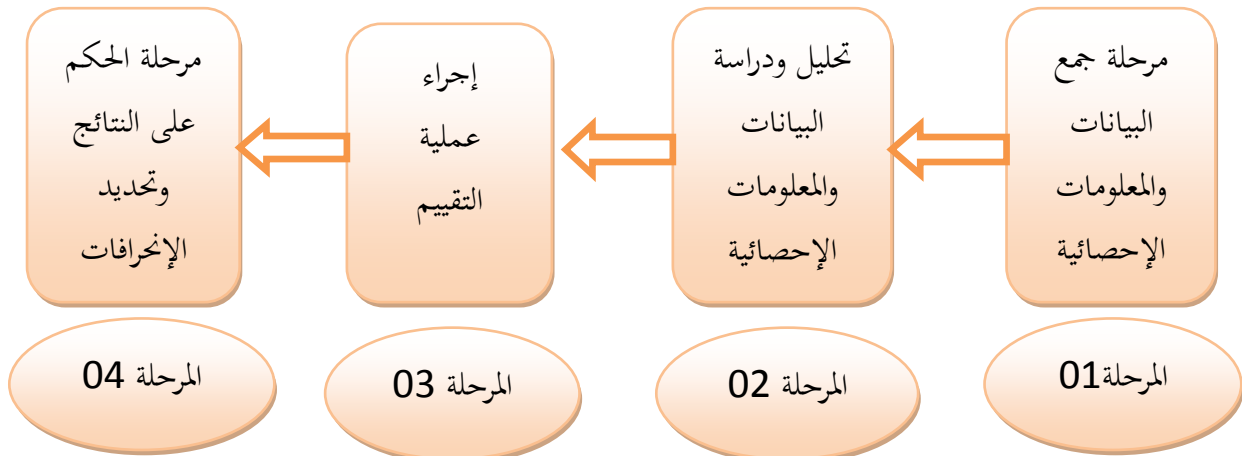 مرحلة جمع
البيانات
والمعلومات
الإحصائية
تحليل ودراسة
البيانات
والمعلومات
الإحصائية
إجراء
عملية
التقييم
مرحلة الحكم
على النتائج
وتحديد
الإنحرافات
المرحلة01
المرحلة 02
المرحلة 03
المرحلة 04